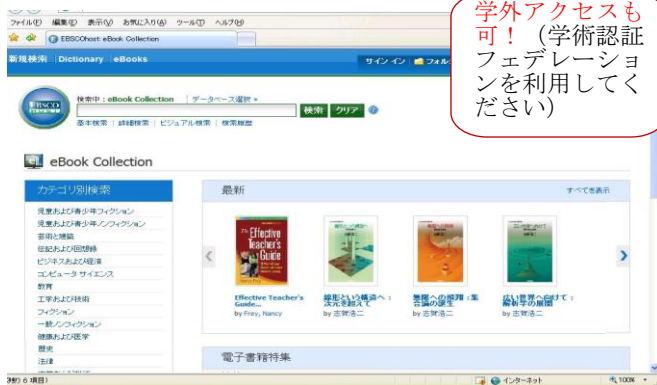 ファイル(F) 編集(E) 表示(V) お気に入り(A) ツール(T) ヘルプ(H)
EBSCOhost: eBook Collection
新規検索 Dictionary eBooks
サインイン フォル
学外アクセスも
可！（学術認証
フェデレーショ
ンを利用してく
ださい）
EBSCO
検索中：eBook Collection データベース選択 »
検索 クリア
基本検索 詳細検索 ビジュアル検索 検索履歴
eBook Collection
カテゴリ別検索
児童および青少年フィクション
児童および青少年ノンフィクション
芸術と建築
伝記および回想録
ビジネスおよび経済
コンピュータ サイエンス
教育
工学および技術
フィクション
一般ノンフィクション
健康および医学
歴史
法律
最新
すべてを表示
The Effective
Teacher's
Guide
Effective Teacher's
Guide...
by Frey, Nancy
線形という構造へ：
次元を超えて
by 志賀浩二
無限への飛翔：集
合論の誕生
by 志賀浩二
広い世界へ向けて：
解析学の展開
by 志賀浩二
電子書籍特集
6 項目)
インターネット
100%